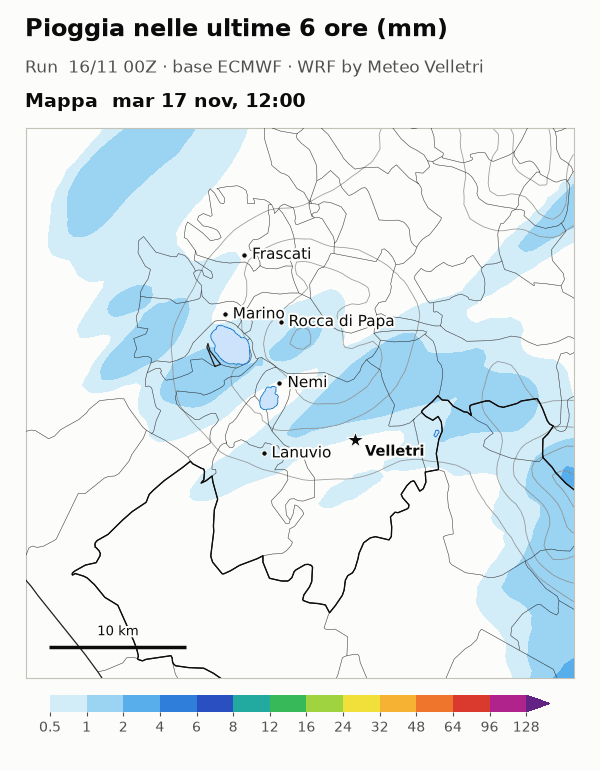 Pioggia nelle ultime 6 ore (mm)
Run  16/11 00Z · base ECMWF · WRF by Meteo Velletri
Mappa  mar 17 nov, 12:00
Frascati
Marino
Rocca di Papa
Nemi
Velletri
Lanuvio
10 km
0.5 1 2 4 6 8 12 16 24 32 48 64 96 128